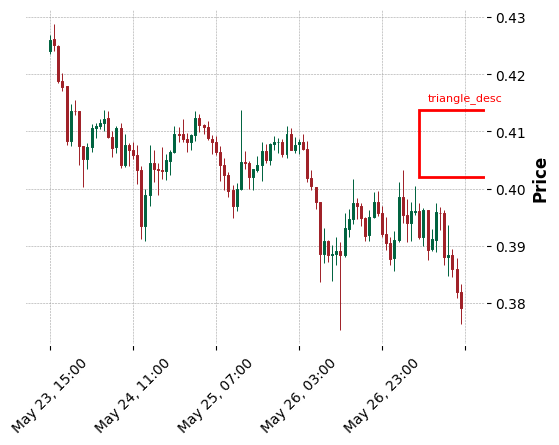 0.43
0.42
triangle_desc
0.41
0.40
0.39
0.38
Price
May 23, 15:00
May 24, 11:00
May 25, 07:00
May 26, 03:00
May 26, 23:00